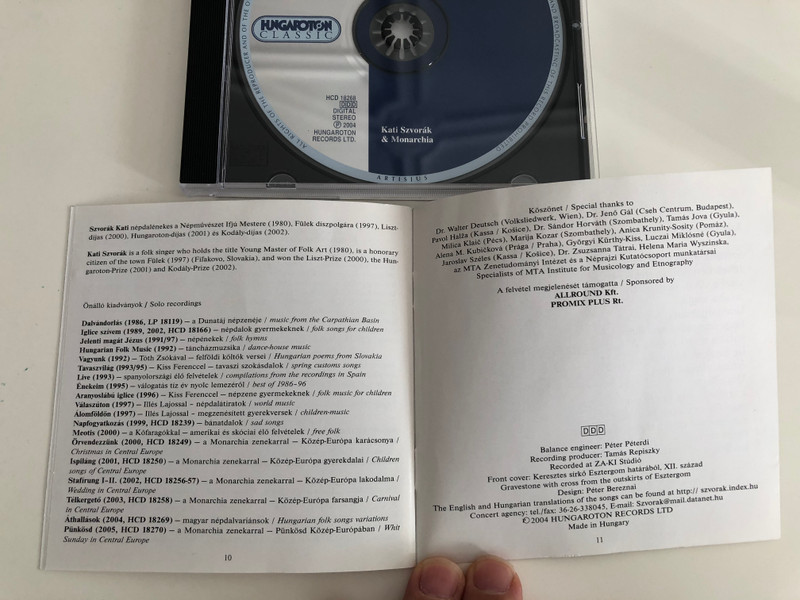 ALL RIGHTS OF THE REPRODUCER AND OF THE
AND BROADCASTING OF THE
PROHIBITED
HUNGAROTON
CLASSIC
HCD 18269
DDD
DIGITAL
STEREO
℗ 2004
HUNGAROTON
RECORDS LTD.
Kati Szvorák
& Monarchia
ARTISJUS
Szvorák Kati népdalénekes a Népművészet Ifjú Mestere (1980), Fülek díszpolgára (1997), Liszt-
díjas (2000), Hungaroton-díjas (2001) és Kodály-díjas (2002).
Kati Szvorák is a folk singer who holds the title Young Master of Folk Art (1980), is a honorary
citizen of the town Fülek (1997) (Fiľakovo, Slovakia), and won the Liszt-Prize (2000), the Hun-
garoton-Prize (2001) and Kodály-Prize (2002).
Önálló kiadványok / Solo recordings
Dalvándorlás (1986, LP 18119) – a Dunatáj népzenéje / music from the Carpathian Basin
Iglice szívem (1989, 2002, HCD 18166) – népdalok gyermekeknek / folk songs for children
Jelenti magát Jézus (1991/97) – népénekek / folk hymns
Hungarian Folk Music (1992) – táncházmuzsika / dance-house music
Vagyunk (1992) – Tóth Zsókával – felföldi költők versei / Hungarian poems from Slovakia
Tavaszvilág (1993/95) – Kiss Ferenccel – tavaszi szokásdalok / spring customs songs
Live (1993) – spanyolországi élő felvételek / compilations from the recordings in Spain
Énekeim (1995) – válogatás tíz év nyolc lemezéről / best of 1986–96
Aranyoslábú iglice (1996) – Kiss Ferenccel – népzene gyermekeknek / folk music for children
Válaszúton (1997) – Illés Lajossal – népdalátiratok / world music
Álomföldön (1997) – Illés Lajossal – megzenésített gyerekversek / children-music
Napfogyatkozás (1999, HCD 18239) – bánatdalok / sad songs
Meotis (2000) – a Kőfaragókkal – amerikai és skóciai élő felvételek / free folk
Örvendezzünk (2000, HCD 18249) – a Monarchia zenekarral – Közép-Európa karácsonya /
Christmas in Central Europe
Ispiláng (2001, HCD 18250) – a Monarchia zenekarral – Közép-Európa gyerekdalai / Children
songs of Central Europe
Stafírung I–II. (2002, HCD 18256-57) – a Monarchia zenekarral – Közép-Európa lakodalma /
Wedding in Central Europe
Télkergető (2003, HCD 18258) – a Monarchia zenekarral – Közép-Európa farsangja / Carnival
in Central Europe
Áthallások (2004, HCD 18269) – magyar népdalvariánsok / Hungarian folk songs variations
Pünkösd (2005, HCD 18270) – a Monarchia zenekarral – Pünkösd Közép-Európában / Whit
Sunday in Central Europe
10
Köszönet / Special thanks to
Dr. Walter Deutsch (Volksliedwerk, Wien), Dr. Jenő Gál (Cseh Centrum, Budapest),
Pavol Halža (Kassa / Košice), Dr. Sándor Horváth (Szombathely), Tamás Jova (Gyula),
Milica Klaić (Pécs), Marija Kozar (Szombathely), Anica Krunity-Sosity (Pomáz),
Alena M. Kubičková (Prága / Praha), Györgyi Kürthy-Kiss, Luczai Miklósné (Gyula),
Jaroslav Széles (Kassa / Košice), Dr. Zsuzsanna Tátrai, Helena Maria Wyszinska,
az MTA Zenetudományi Intézet és a Néprajzi Kutatócsoport munkatársai
Specialists of MTA Institute for Musicology and Etnography
A felvétel megjelenését támogatta / Sponsored by
ALLROUND Kft.
PROMIX PLUS Rt.
DDD
Balance engineer: Péter Péterdi
Recording producer: Tamás Repiszky
Recorded at ZA-KI Stúdió
Front cover: Keresztes sírkő Esztergom határából, XII. század
Gravestone with cross from the outskirts of Esztergom
Design: Péter Bereznai
The English and Hungarian translations of the songs can be found at http:// szvorak.index.hu
Concert agency: tel./fax: 36-26-338045, E-mail: Szvorak@mail.datanet.hu
©2004 HUNGAROTON RECORDS LTD
Made in Hungary
11